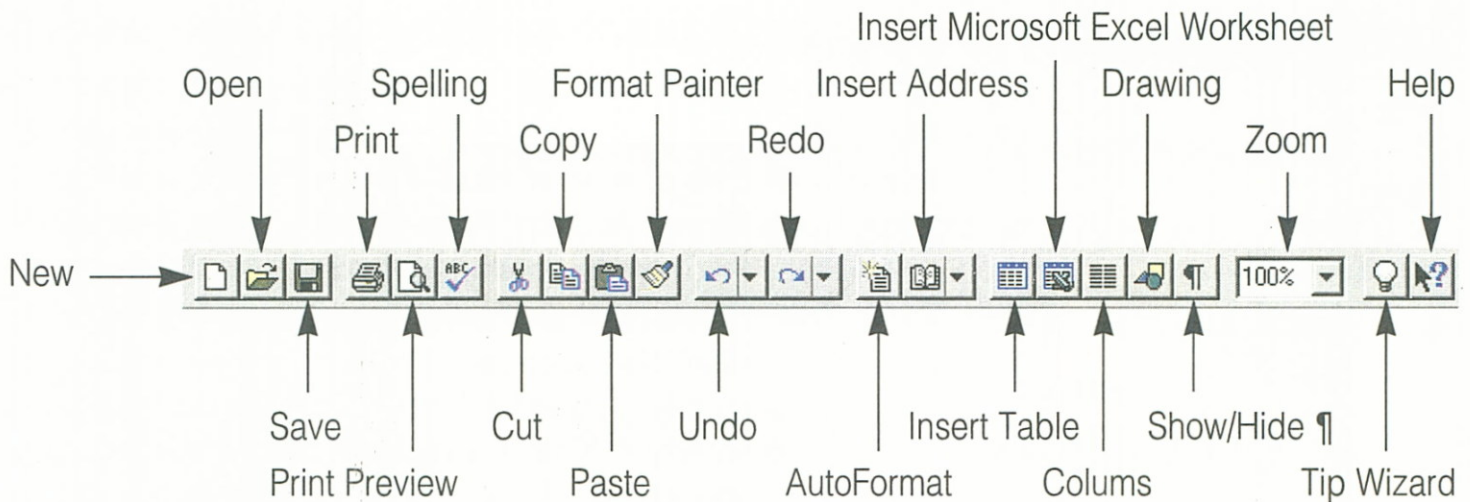 Insert Microsoft Excel Worksheet
Open Spelling Format Painter Insert Address Drawing Help
Print Copy Redo Zoom
New ABC ¶ 100% ?
Save Cut Undo Insert Table Show/Hide ¶
Print Preview Paste AutoFormat Colums Tip Wizard